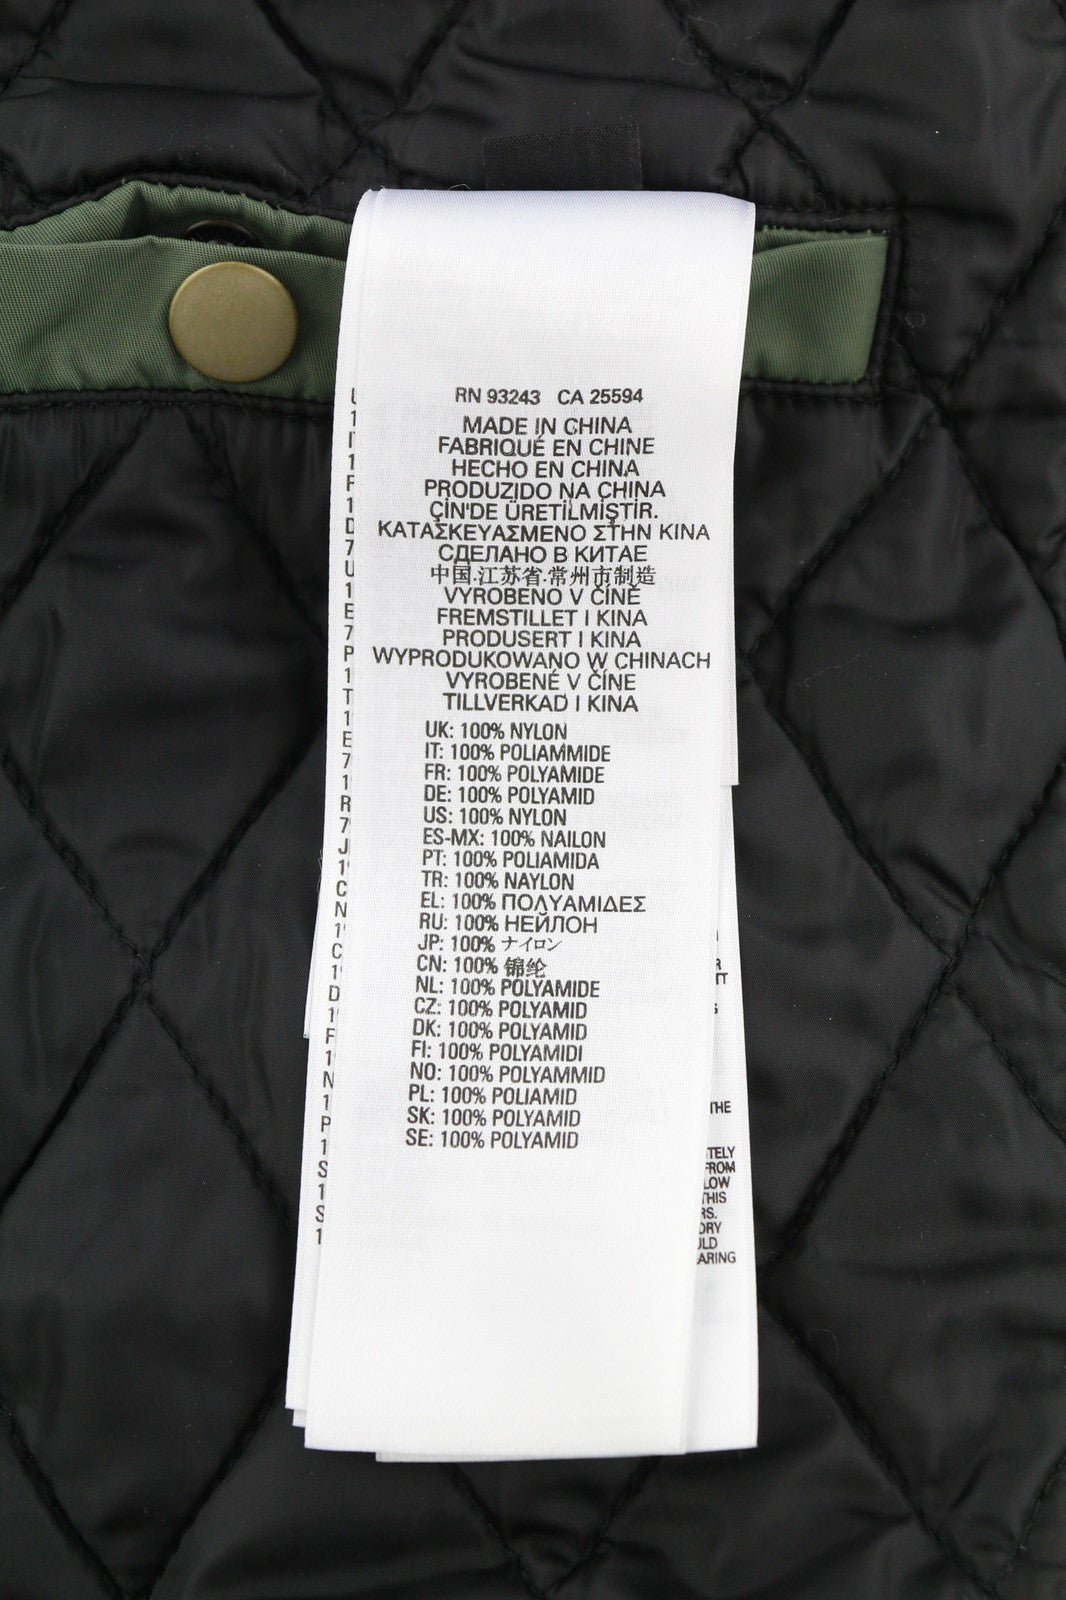 RN 93243 CA 25594
MADE IN CHINA
FABRIQUÉ EN CHINE
HECHO EN CHINA
PRODUZIDO NA CHINA
ÇİN'DE ÜRETİLMİŞTİR.
ΚΑΤΑΣΚΕΥΑΣΜΕΝΟ ΣΤΗΝ ΚΙΝΑ
СДЕЛАНО В КИТАЕ
中国.江苏省.常州市制造
VYROBENO V ČÍNĚ
FREMSTILLET I KINA
PRODUSERT I KINA
WYPRODUKOWANO W CHINACH
VYROBENÉ V ČÍNE
TILLVERKAD I KINA
UK: 100% NYLON
IT: 100% POLIAMMIDE
FR: 100% POLYAMIDE
DE: 100% POLYAMID
US: 100% NYLON
ES-MX: 100% NAILON
PT: 100% POLIAMIDA
TR: 100% NAYLON
EL: 100% ΠΟΛΥΑΜΙΔΕΣ
RU: 100% НЕЙЛОН
JP: 100% ナイロン
CN: 100% 锦纶
NL: 100% POLYAMIDE
CZ: 100% POLYAMID
DK: 100% POLYAMID
FI: 100% POLYAMIDI
NO: 100% POLYAMMID
PL: 100% POLIAMID
SK: 100% POLYAMID
SE: 100% POLYAMID
THE
FROM
THIS